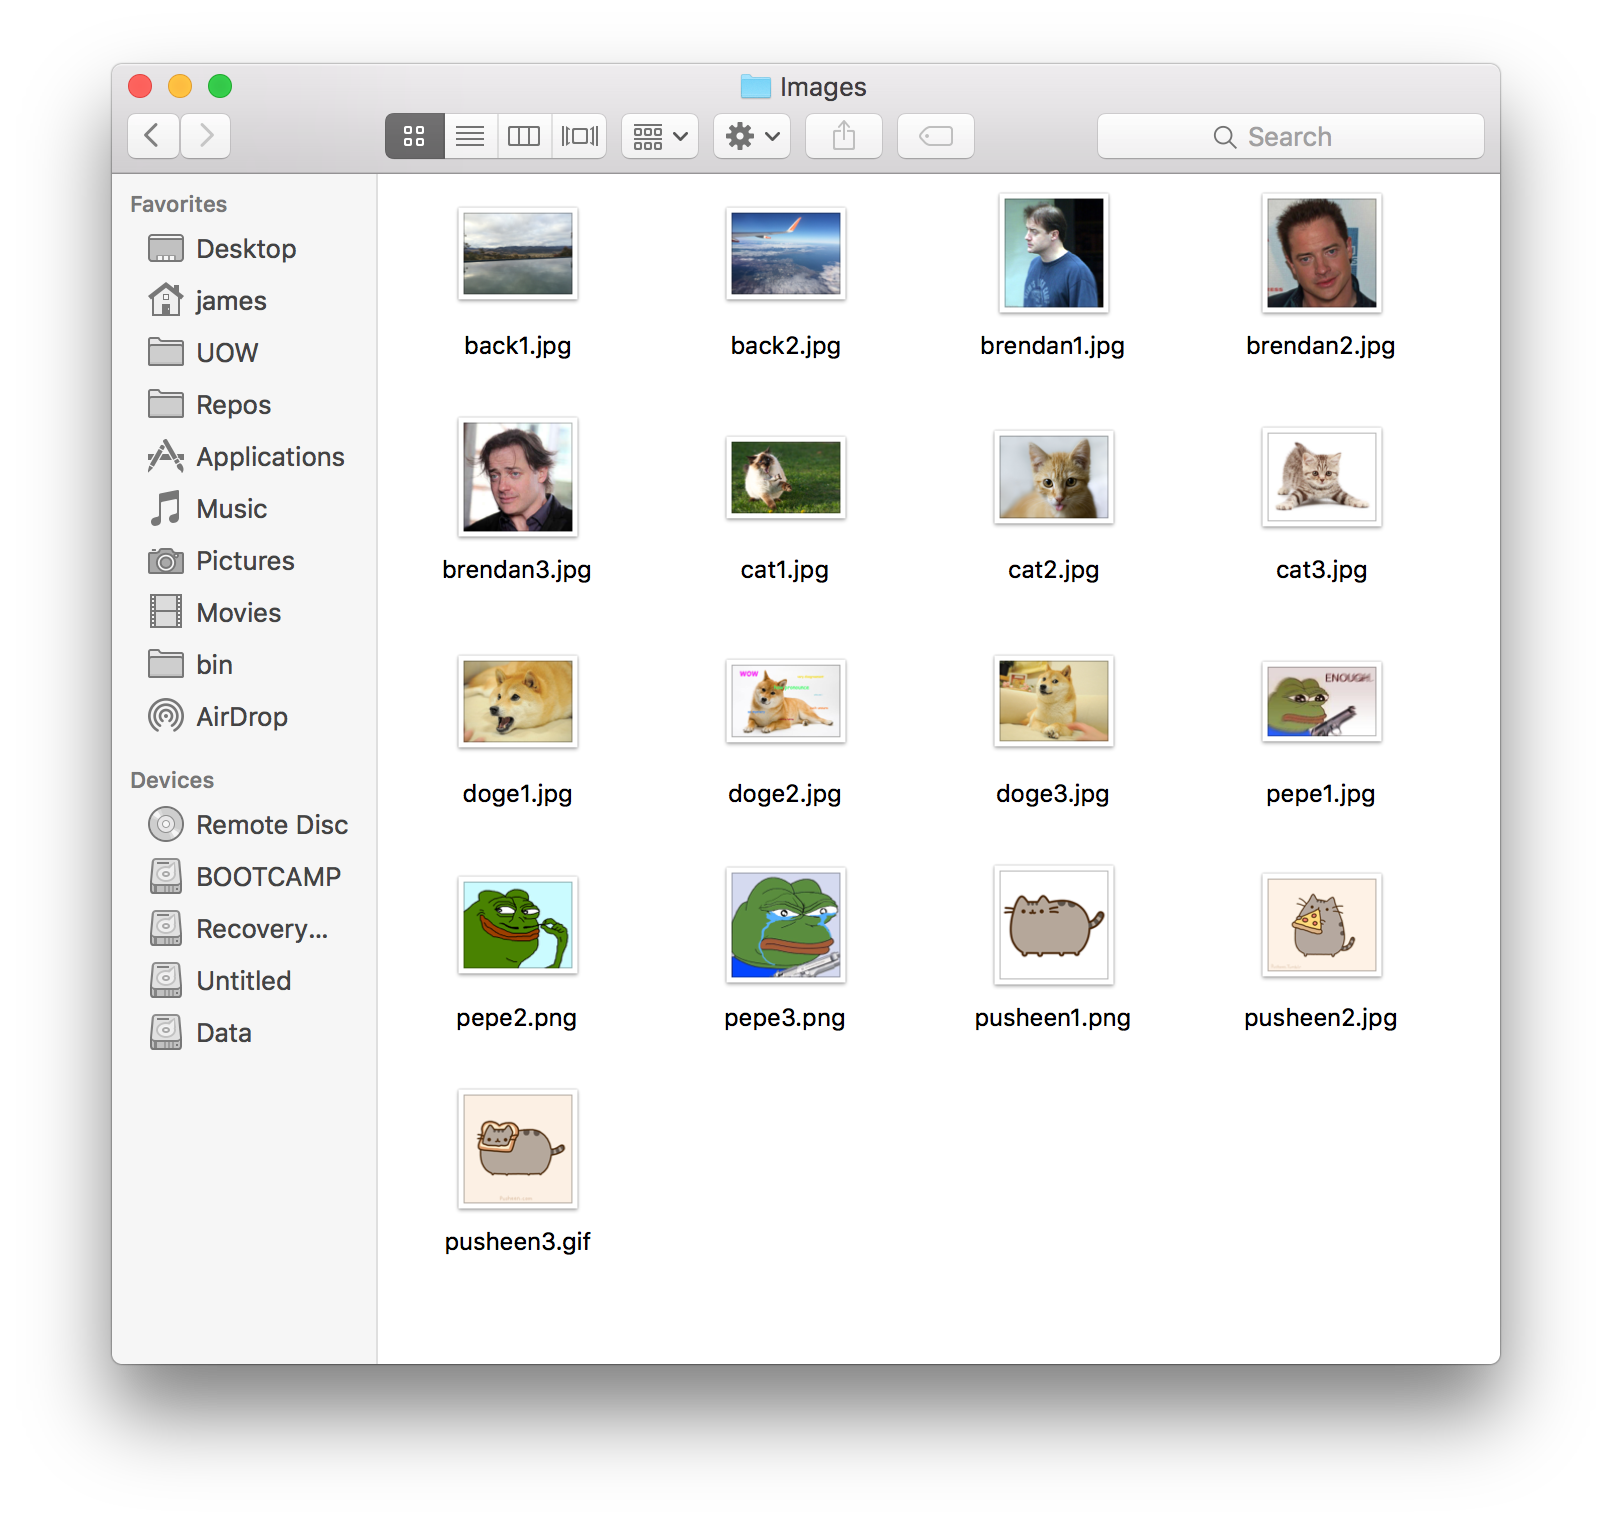 Images
Search
Favorites
Desktop
james
UOW
Repos
Applications
Music
Pictures
Movies
bin
AirDrop
Devices
Remote Disc
BOOTCAMP
Recovery...
Untitled
Data
back1.jpg
back2.jpg
brendan1.jpg
brendan2.jpg
brendan3.jpg
cat1.jpg
cat2.jpg
cat3.jpg
WOW
ENOUGH.
doge1.jpg
doge2.jpg
doge3.jpg
pepe1.jpg
pepe2.png
pepe3.png
pusheen1.png
pusheen2.jpg
pusheen3.gif